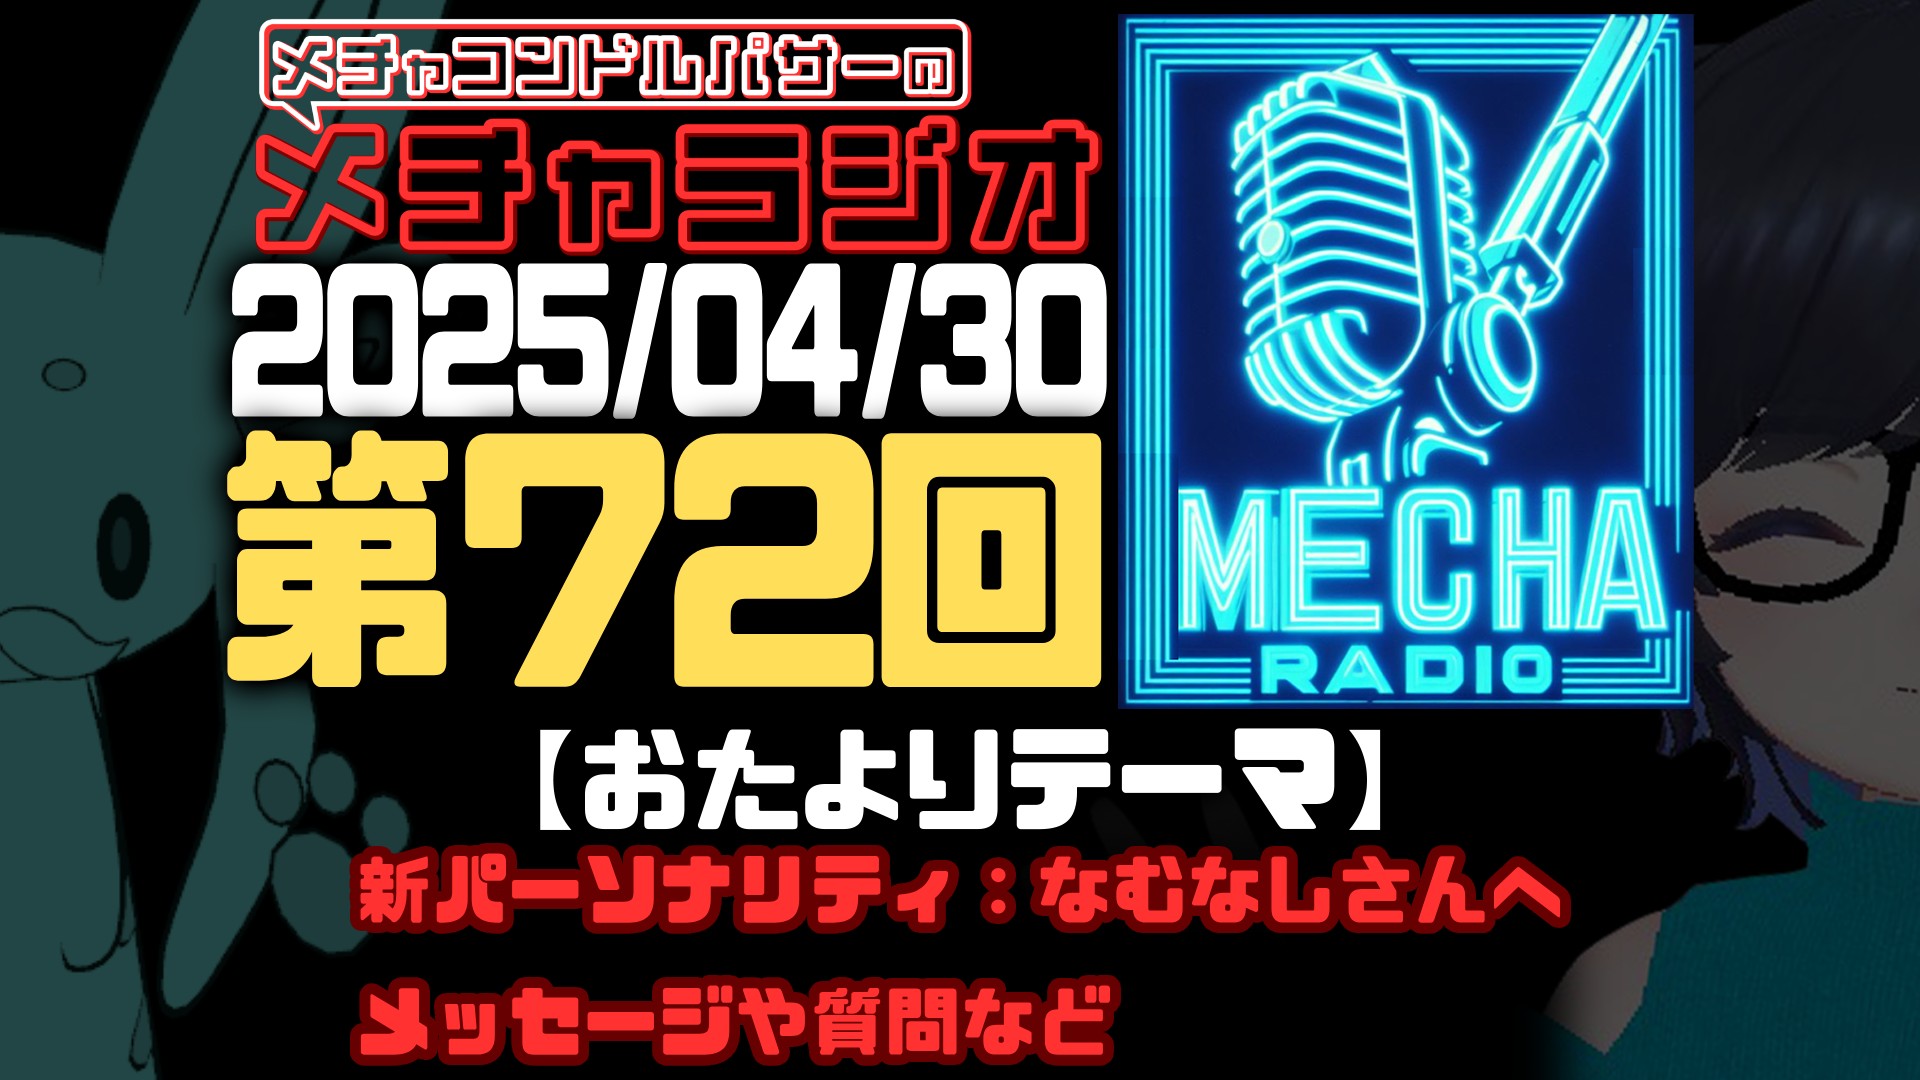 メチャコンドルパサーの
メチャラジオ
2025/04/30
第72回
MECHA
RADIO
【おたよりテーマ】
新パーソナリティ：なむなしさんへ
メッセージや質問など